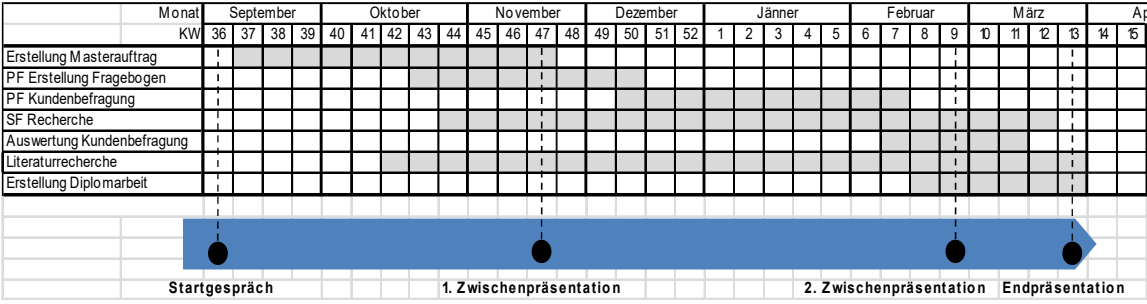 Monat September Oktober November Dezember Jänner Februar März Ap
KW 36 37 38 39 40 41 42 43 44 45 46 47 48 49 50 51 52 1 2 3 4 5 6 7 8 9 10 11 12 13 14 15
Erstellung Masterauftrag
PF Erstellung Fragebogen
PF Kundenbefragung
SF Recherche
Auswertung Kundenbefragung
Literaturrecherche
Erstellung Diplomarbeit
Startgespräch 1. Zwischenpräsentation 2. Zwischenpräsentation Endpräsentation